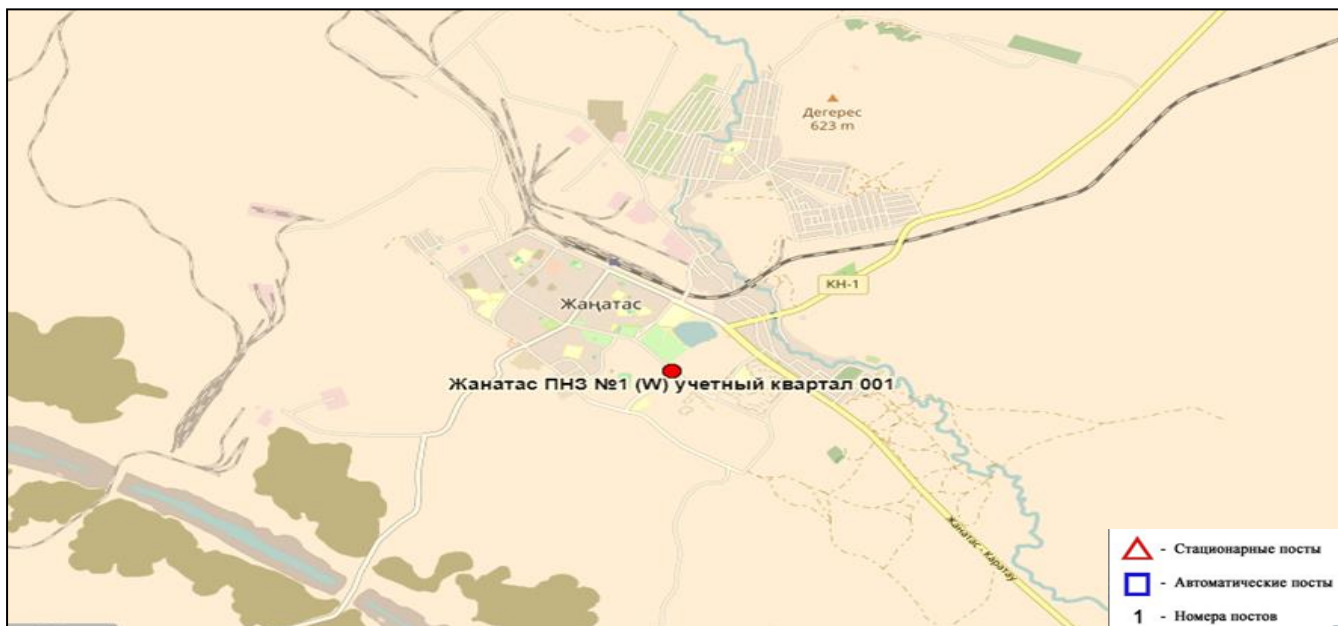 Дегерес
623 m
КН-1
Жаңатас
Жанатас ПНЗ №1 (W) учетный квартал 001
Жанатас - Каратау
- Стационарные посты
- Автоматические посты
1 - Номера постов